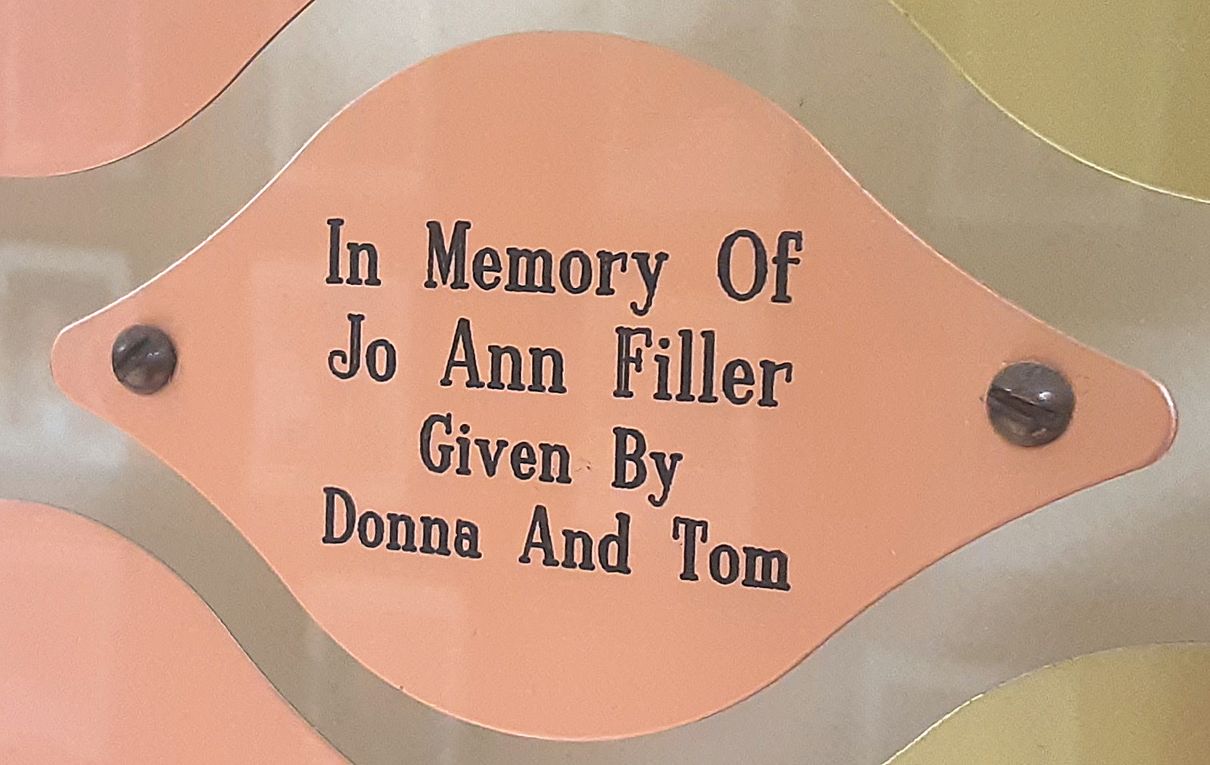 In Memory Of
Jo Ann Filler
Given By
Donna And Tom